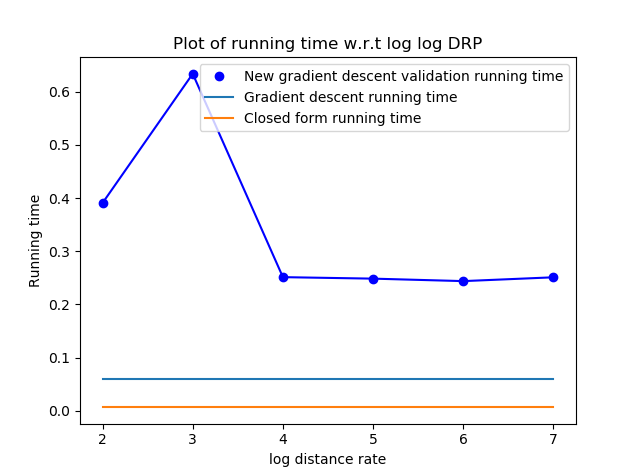 Plot of running time w.r.t log log DRP
New gradient descent validation running time
Gradient descent running time
Closed form running time
Running time
0.6
0.5
0.4
0.3
0.2
0.1
0.0
2 3 4 5 6 7
log distance rate